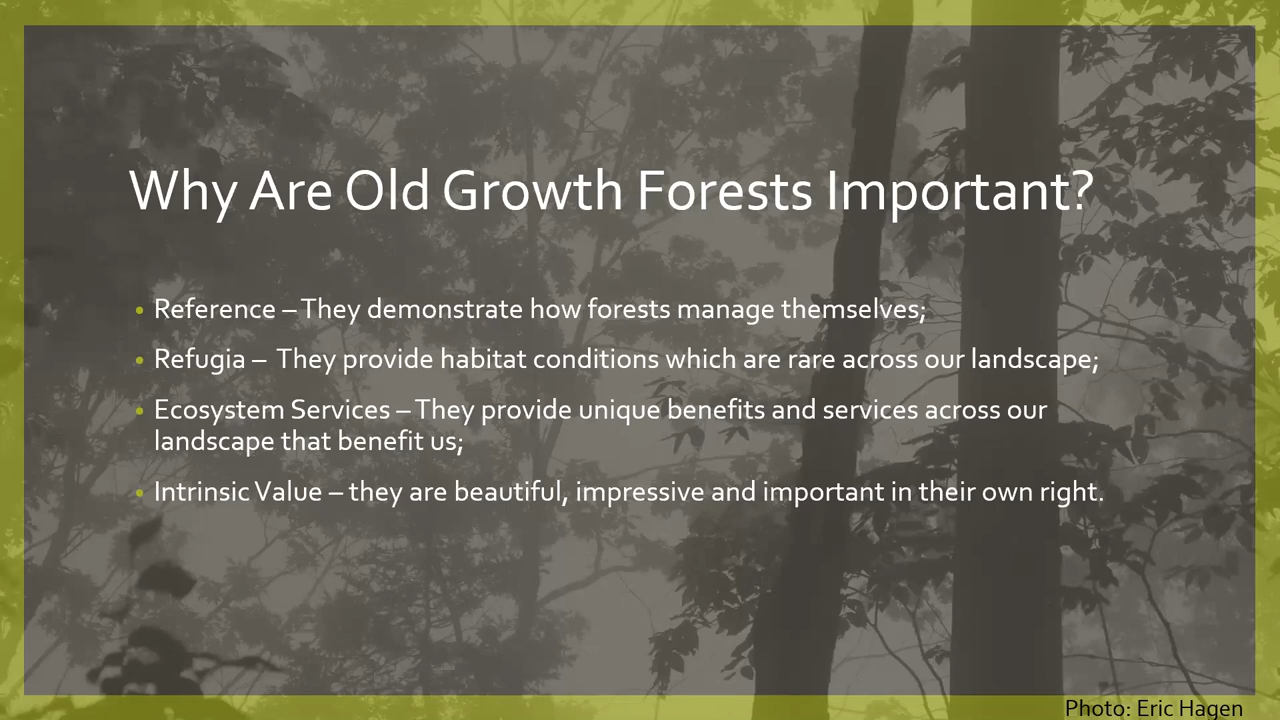 Why Are Old Growth Forests Important?
• Reference – They demonstrate how forests manage themselves;
• Refugia –  They provide habitat conditions which are rare across our landscape;
• Ecosystem Services – They provide unique benefits and services across our
landscape that benefit us;
• Intrinsic Value – they are beautiful, impressive and important in their own right.
Photo: Eric Hagen